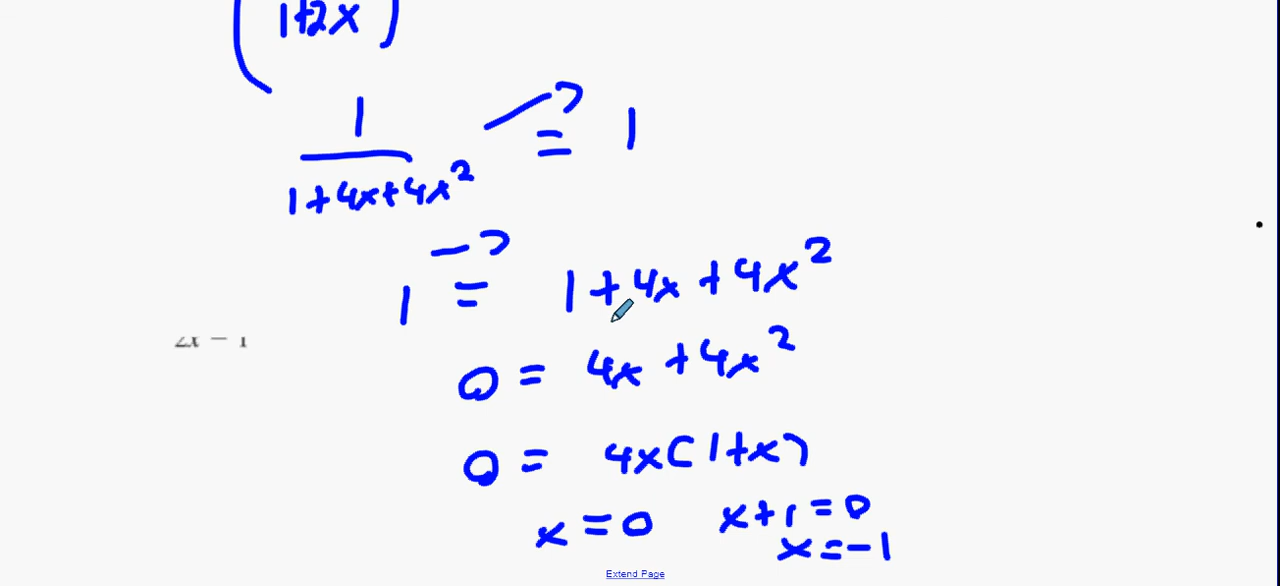 (1+2x)
1
? = 1
1+4x+4x²
1 ? = 1+4x+4x²
2x − 1
0 = 4x+4x²
0 = 4x(1+x)
x=0 x+1=0
x=-1
Extend Page